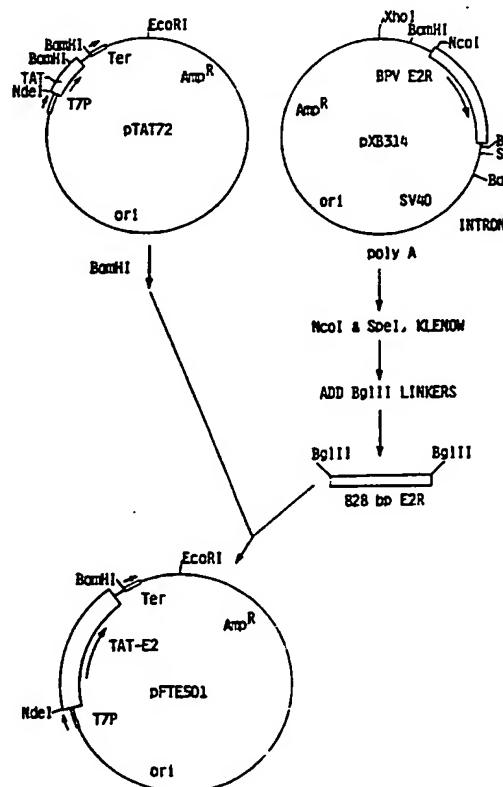 EcoRI
BamHI
BamHI
Ter
TAT
NdeI
T7P
AmpR
pTAT72
ori
XhoI
BamHI
NcoI
BPV E2R
AmpR
pXB314
B
S
Ba
ori
SV40
INTRON
poly A
BamHI
NcoI & SpeI, KLENOW
ADD BglII LINKERS
BglII
BglII
828 bp E2R
EcoRI
BamHI
Ter
AmpR
TAT-E2
pFTE501
NdeI
T7P
ori